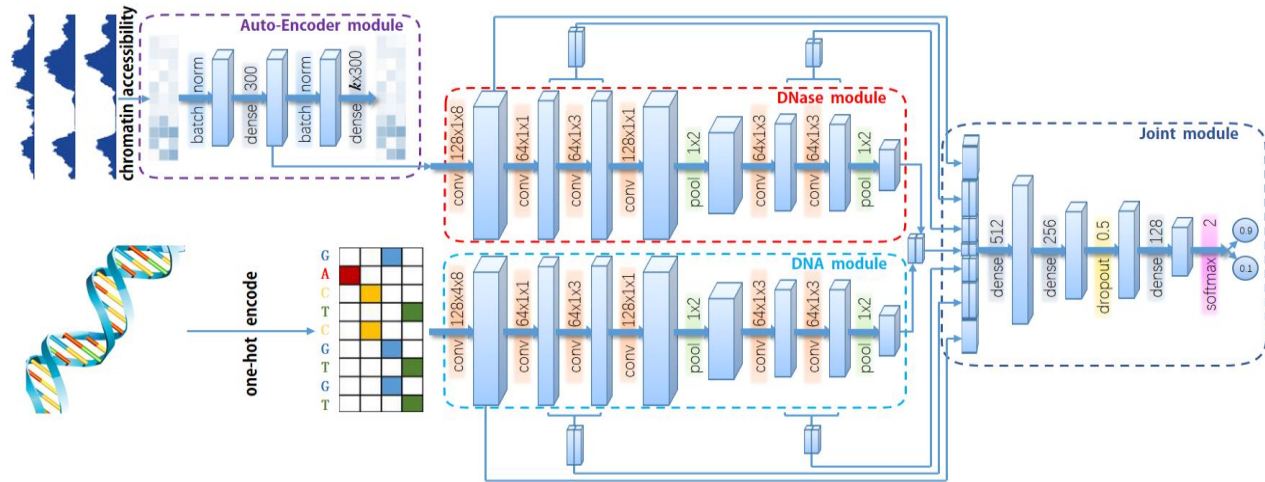 chromatin accessibility
Auto-Encoder module
batch norm
dense 300
batch norm
dense kx300
DNase module
conv 128x1x8
conv 64x1x1
conv 64x1x3
conv 128x1x1
pool 1x2
conv 64x1x3
conv 64x1x3
pool 1x2
one-hot encode
G
A
C
T
C
G
T
G
T
DNA module
conv 128x4x8
conv 64x1x1
conv 64x1x3
conv 128x1x1
pool 1x2
conv 64x1x3
conv 64x1x3
pool 1x2
Joint module
dense 512
dense 256
dropout 0.5
dense 128
softmax 2
0.9
0.1